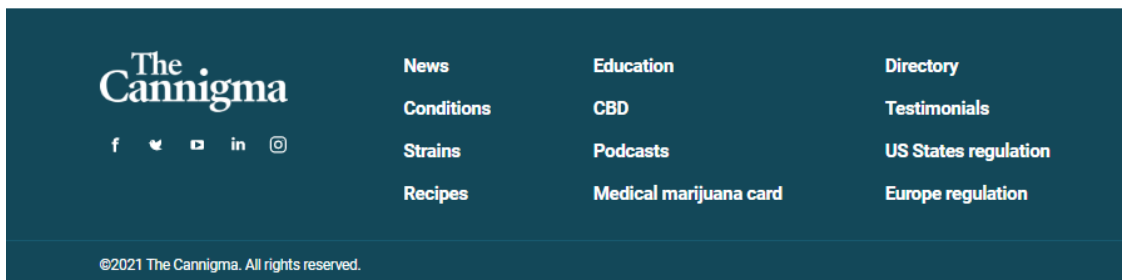 The
Cannigma
f in
News
Conditions
Strains
Recipes
Education
CBD
Podcasts
Medical marijuana card
Directory
Testimonials
US States regulation
Europe regulation
©2021 The Cannigma. All rights reserved.